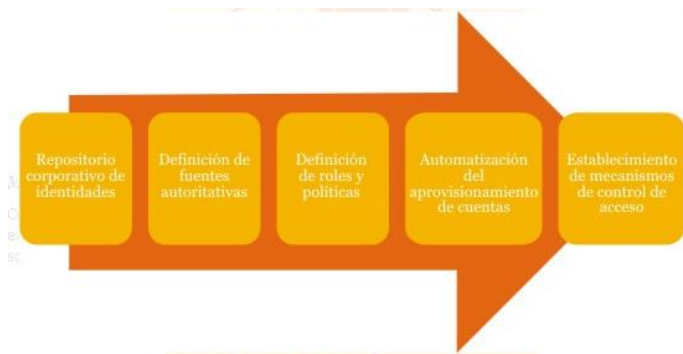 Repositorio
corporativo de
identidades
Definición de
fuentes
autoritativas
Definición
de roles y
políticas
Automatización
del
aprovisionamiento
de cuentas
Establecimiento
de mecanismos
de control de
acceso